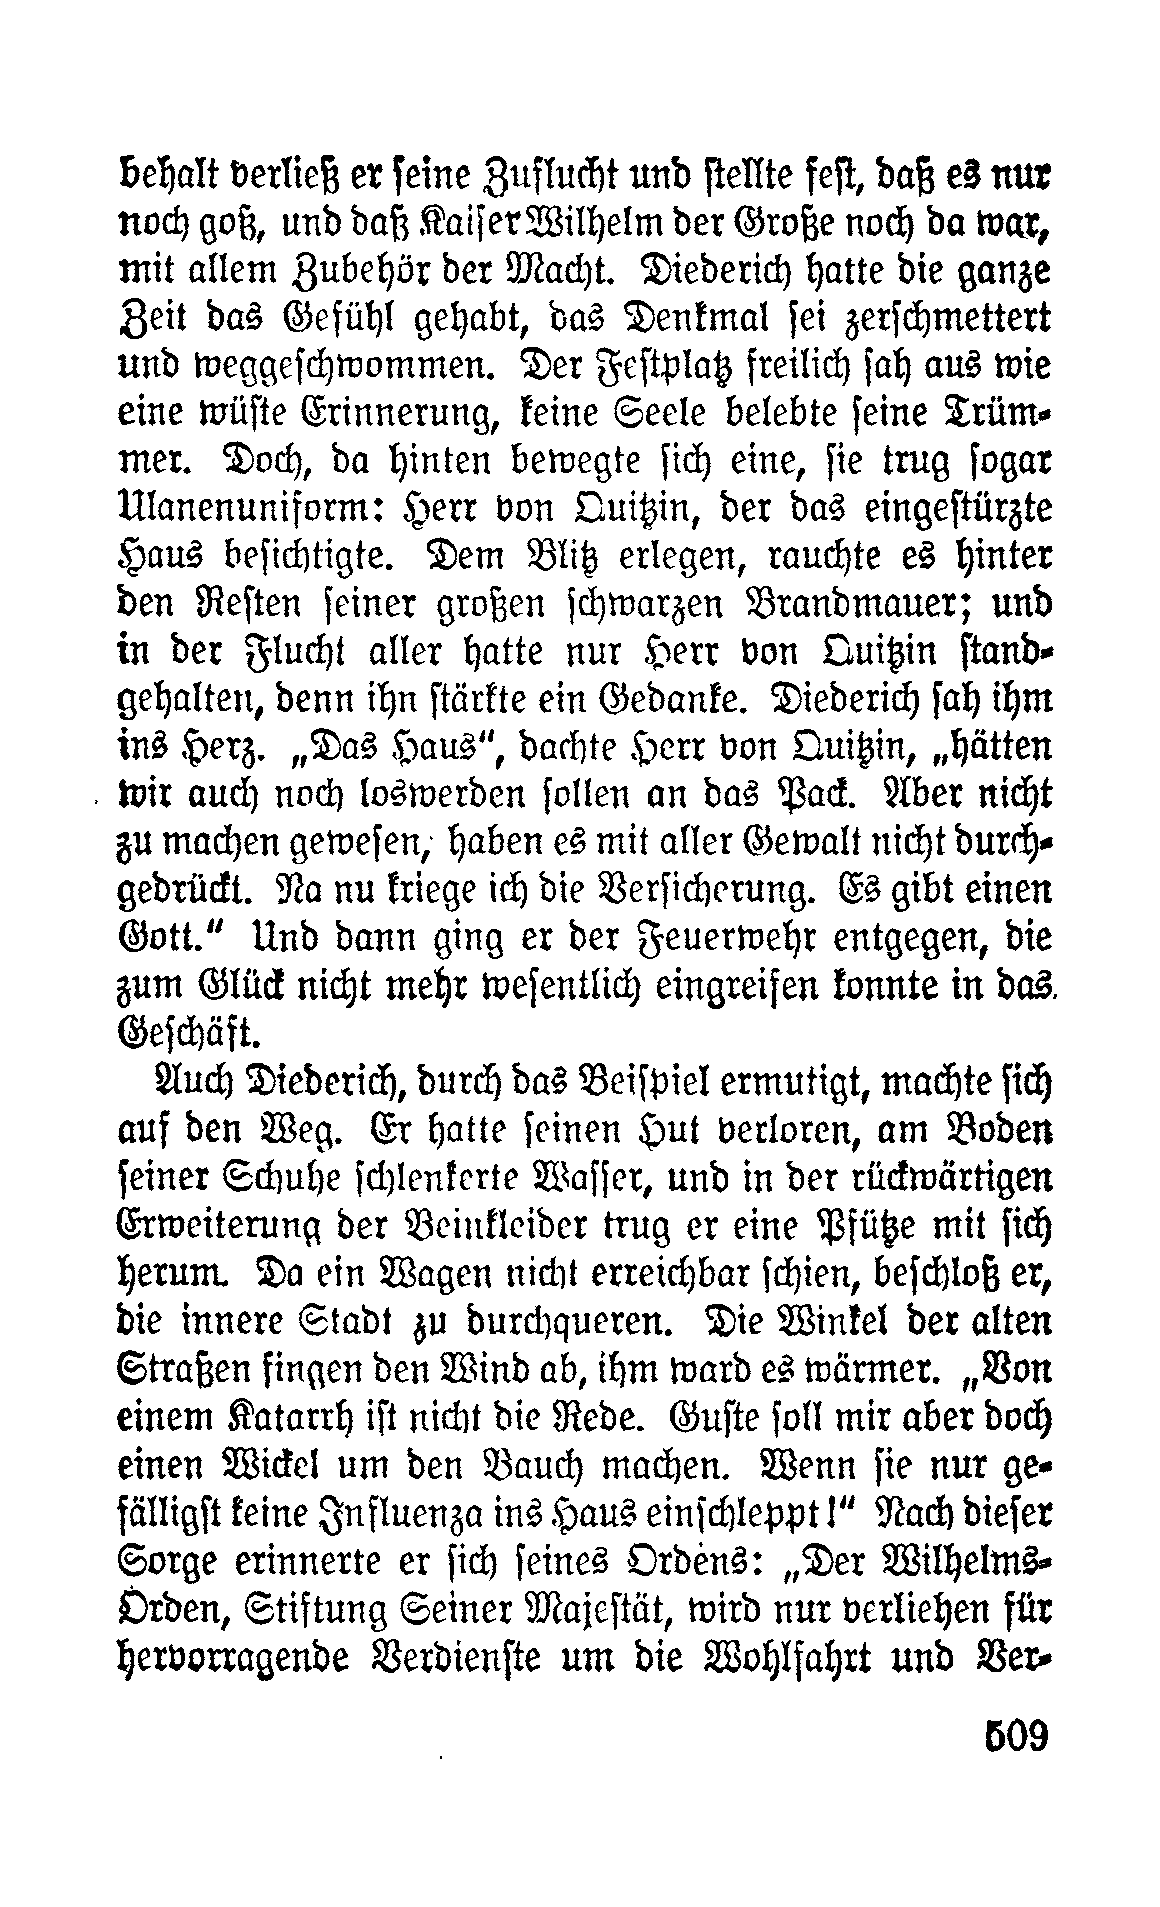 behalt verließ er seine Zuflucht und stellte fest, daß es nur
noch goß, und daß Kaiser Wilhelm der Große noch da war,
mit allem Zubehör der Macht. Diederich hatte die ganze
Zeit das Gefühl gehabt, das Denkmal sei zerschmettert
und weggeschwommen. Der Festplatz freilich sah aus wie
eine wüste Erinnerung, keine Seele belebte seine Trüm-
mer. Doch, da hinten bewegte sich eine, sie trug sogar
Ulanenuniform: Herr von Quitzin, der das eingestürzte
Haus besichtigte. Dem Blitz erlegen, rauchte es hinter
den Resten seiner großen schwarzen Brandmauer; und
in der Flucht aller hatte nur Herr von Quitzin stand-
gehalten, denn ihn stärkte ein Gedanke. Diederich sah ihm
ins Herz. „Das Haus“, dachte Herr von Quitzin, „hätten
wir auch noch loswerden sollen an das Pack. Aber nicht
zu machen gewesen, haben es mit aller Gewalt nicht durch-
gedrückt. Na nu kriege ich die Versicherung. Es gibt einen
Gott.“ Und dann ging er der Feuerwehr entgegen, die
zum Glück nicht mehr wesentlich eingreifen konnte in das
Geschäft.
Auch Diederich, durch das Beispiel ermutigt, machte sich
auf den Weg. Er hatte seinen Hut verloren, am Boden
seiner Schuhe schlenkerte Wasser, und in der rückwärtigen
Erweiterung der Beinkleider trug er eine Pfütze mit sich
herum. Da ein Wagen nicht erreichbar schien, beschloß er,
die innere Stadt zu durchqueren. Die Winkel der alten
Straßen fingen den Wind ab, ihm ward es wärmer. „Von
einem Katarrh ist nicht die Rede. Guste soll mir aber doch
einen Wickel um den Bauch machen. Wenn sie nur ge-
fälligst keine Influenza ins Haus einschleppt!“ Nach dieser
Sorge erinnerte er sich seines Ordens: „Der Wilhelms-
Orden, Stiftung Seiner Majestät, wird nur verliehen für
hervorragende Verdienste um die Wohlfahrt und Ver-
509